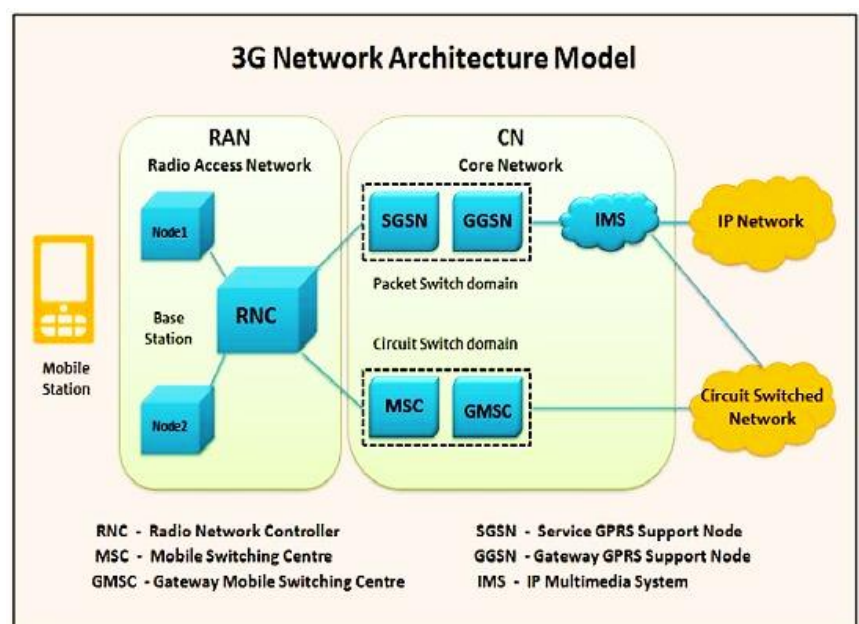 3G Network Architecture Model
RAN
Radio Access Network
CN
Core Network
Node1
SGSN
GGSN
IMS
IP Network
Packet Switch domain
Base
Station
RNC
Mobile
Station
Circuit Switch domain
Node2
MSC
GMSC
Circuit Switched
Network
RNC - Radio Network Controller
MSC - Mobile Switching Centre
GMSC - Gateway Mobile Switching Centre
SGSN - Service GPRS Support Node
GGSN - Gateway GPRS Support Node
IMS - IP Multimedia System